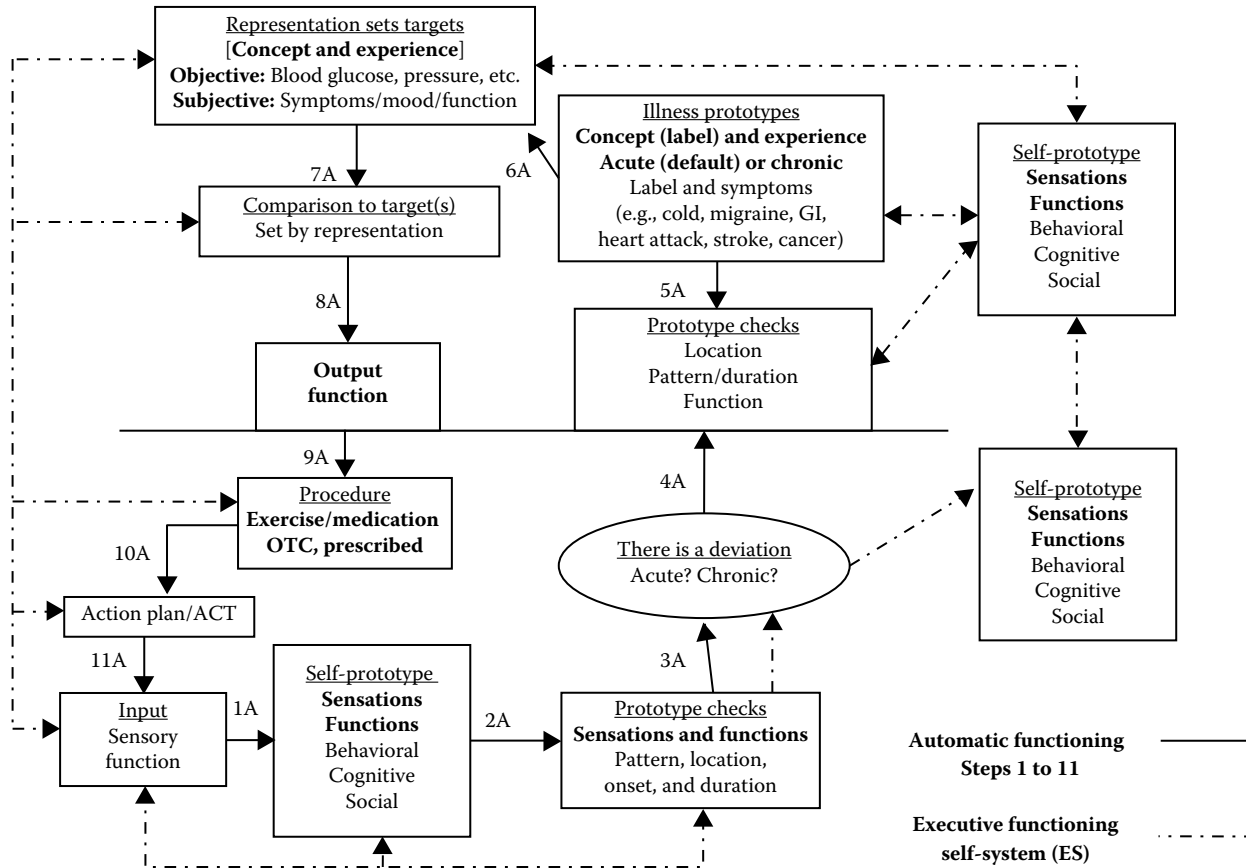 Representation sets targets
[Concept and experience]
Objective: Blood glucose, pressure, etc.
Subjective: Symptoms/mood/function
Illness prototypes
Concept (label) and experience
Acute (default) or chronic
Label and symptoms
(e.g., cold, migraine, GI,
heart attack, stroke, cancer)
Self-prototype
Sensations
Functions
Behavioral
Cognitive
Social
7A
6A
Comparison to target(s)
Set by representation
8A
5A
Output
function
Prototype checks
Location
Pattern/duration
Function
9A
4A
Procedure
Exercise/medication
OTC, prescribed
Self-prototype
Sensations
Functions
Behavioral
Cognitive
Social
10A
There is a deviation
Acute? Chronic?
Action plan/ACT
11A
3A
Input
Sensory
function
1A
Self-prototype
Sensations
Functions
Behavioral
Cognitive
Social
2A
Prototype checks
Sensations and functions
Pattern, location,
onset, and duration
Automatic functioning
Steps 1 to 11
Executive functioning
self-system (ES)